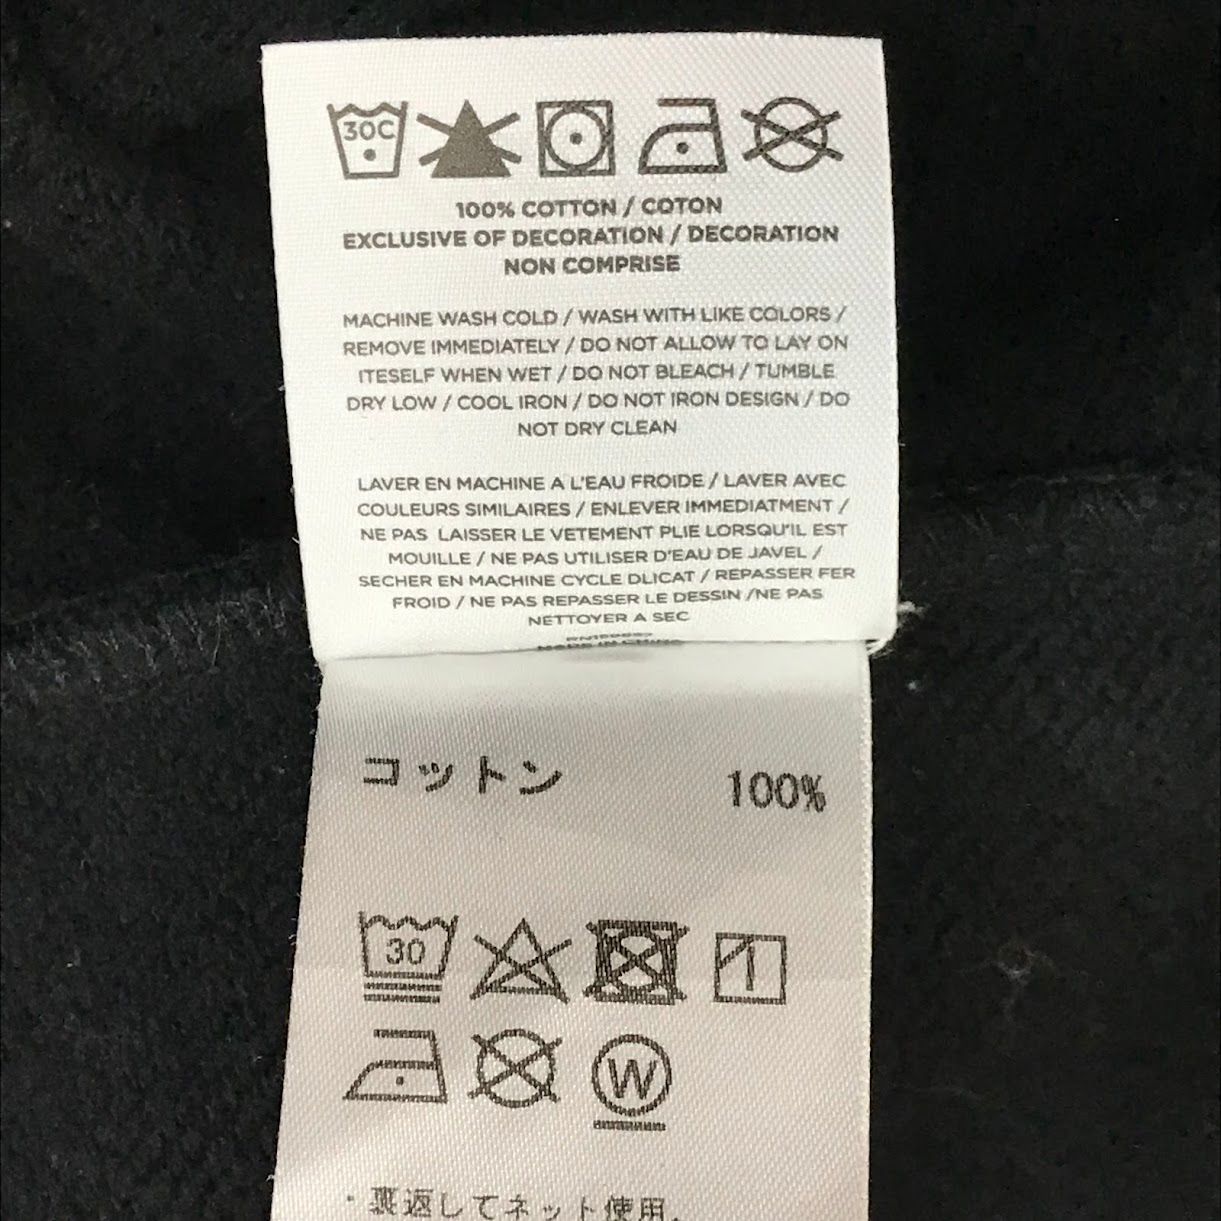 30C
100% COTTON / COTON
EXCLUSIVE OF DECORATION / DECORATION
NON COMPRISE
MACHINE WASH COLD / WASH WITH LIKE COLORS /
REMOVE IMMEDIATELY / DO NOT ALLOW TO LAY ON
ITESELF WHEN WET / DO NOT BLEACH / TUMBLE
DRY LOW / COOL IRON / DO NOT IRON DESIGN / DO
NOT DRY CLEAN
LAVER EN MACHINE A L'EAU FROIDE / LAVER AVEC
COULEURS SIMILAIRES / ENLEVER IMMEDIATMENT /
NE PAS LAISSER LE VETEMENT PLIE LORSQU'IL EST
MOUILLE / NE PAS UTILISER D'EAU DE JAVEL /
SECHER EN MACHINE CYCLE DLICAT / REPASSER FER
FROID / NE PAS REPASSER LE DESSIN /NE PAS
NETTOYER A SEC
MADE IN CHINA
コットン 100%
30
W
・裏返してネット使用.